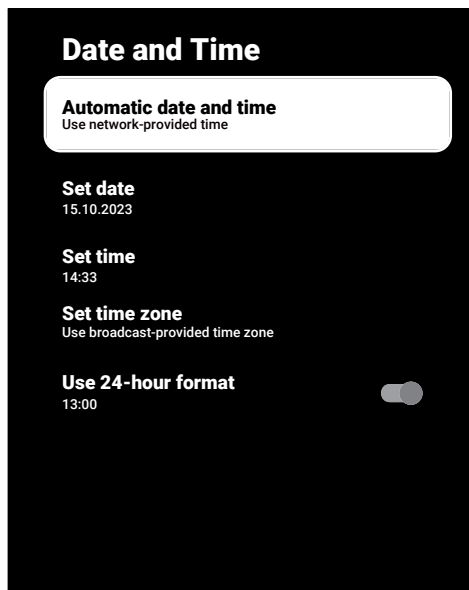 Date and Time
Automatic date and time
Use network-provided time
Set date
15.10.2023
Set time
14:33
Set time zone
Use broadcast-provided time zone
Use 24-hour format
13:00